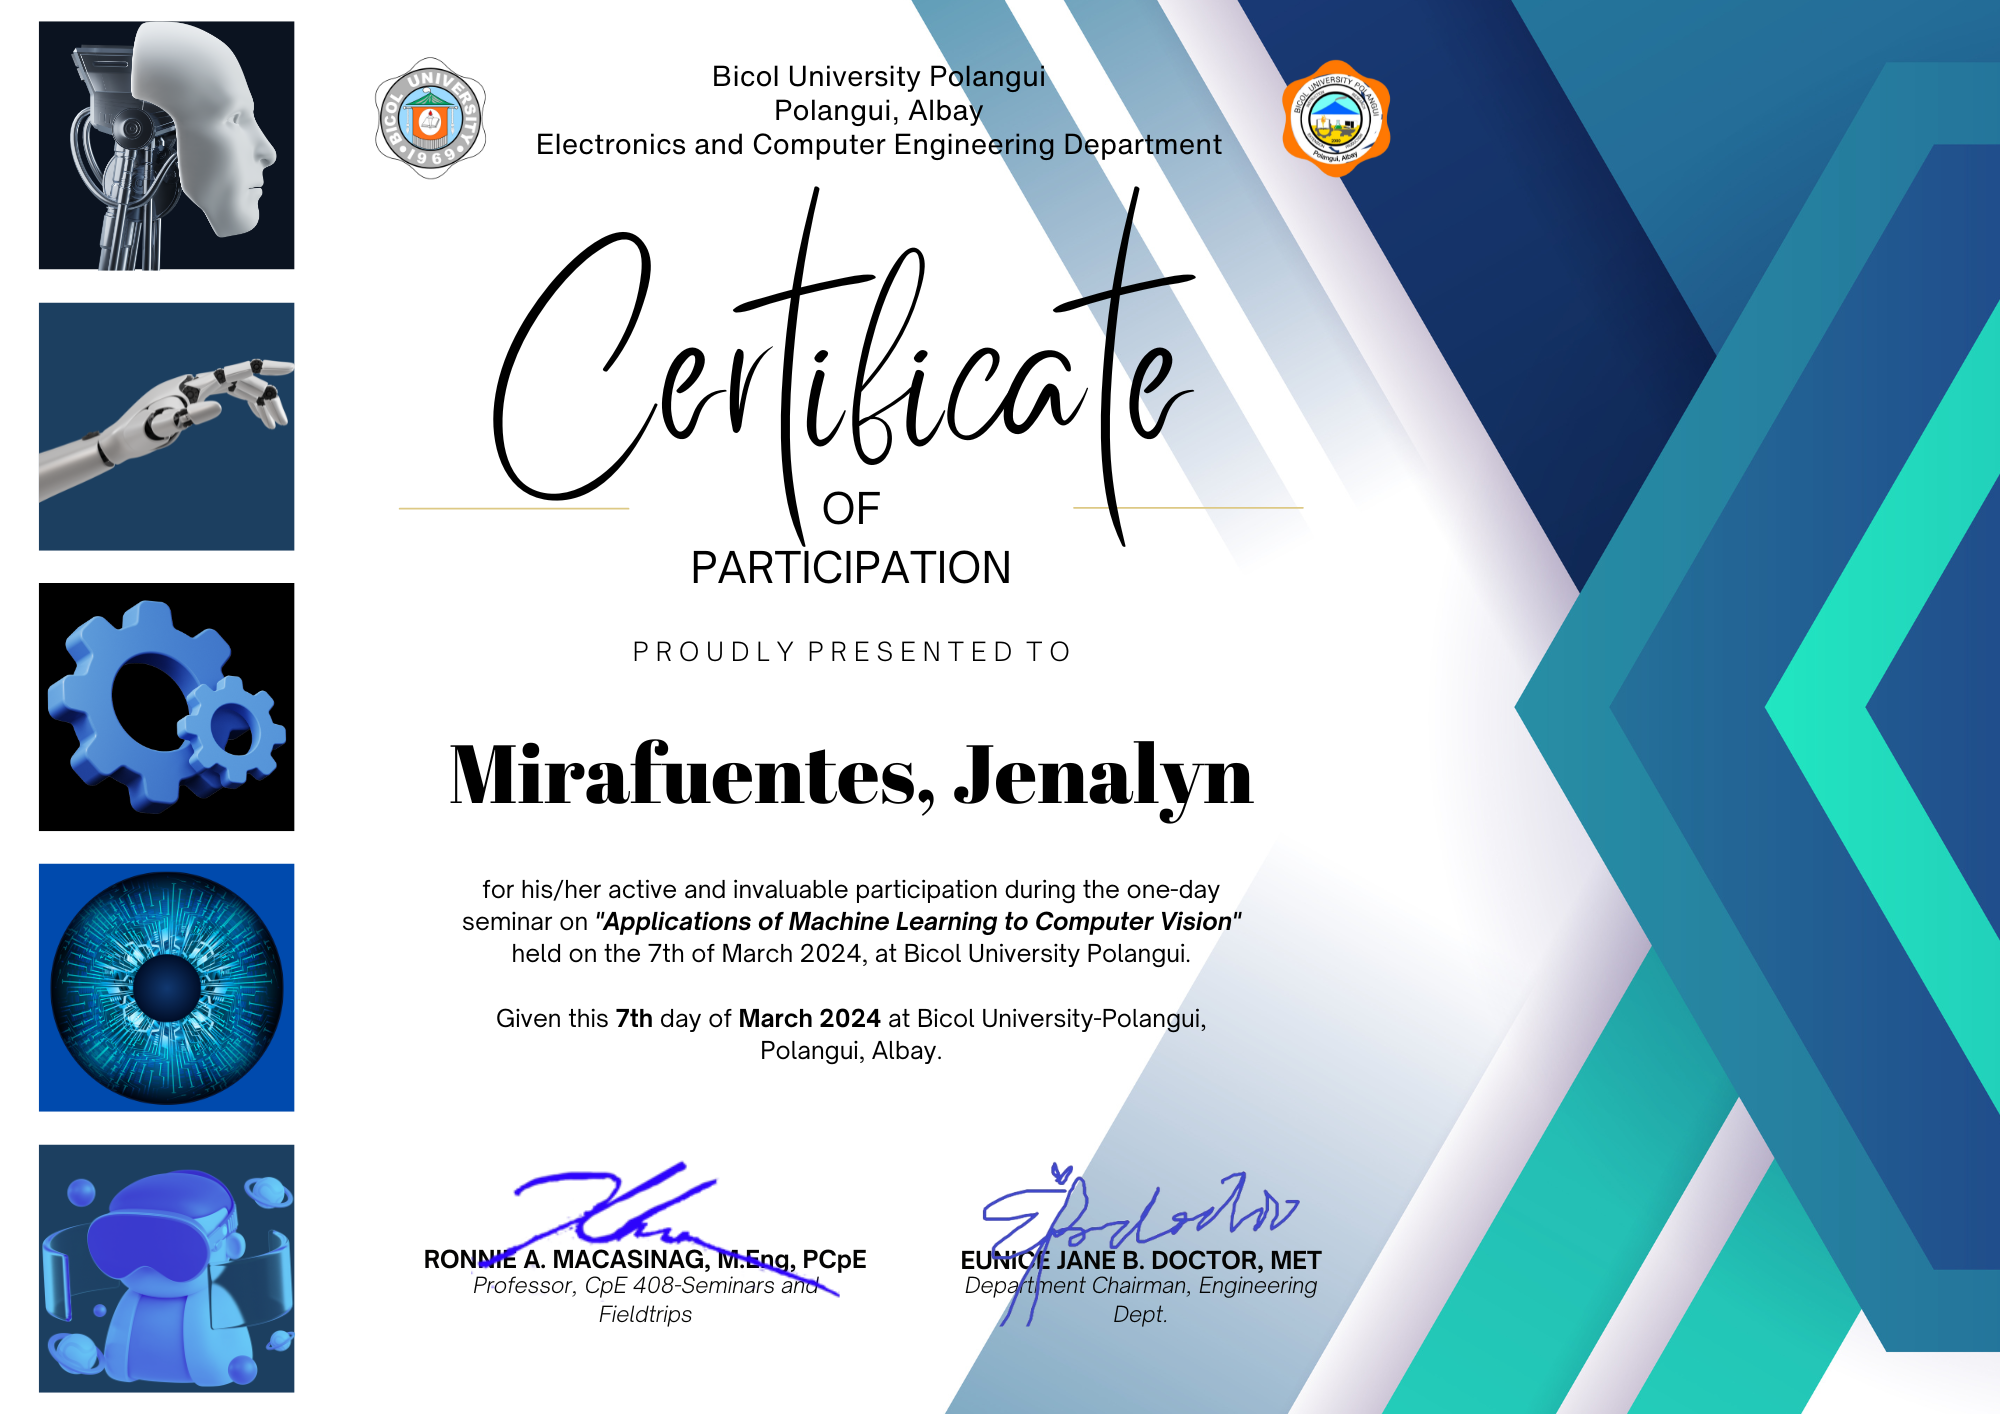 BICOL UNIVERSITY
1969
BICOL UNIVERSITY POLANGUI
Polangui, Albay
Bicol University Polangui
Polangui, Albay
Electronics and Computer Engineering Department
Certificate
OF
PARTICIPATION
PROUDLY PRESENTED TO
Mirafuentes, Jenalyn
for his/her active and invaluable participation during the one-day
seminar on "Applications of Machine Learning to Computer Vision"
held on the 7th of March 2024, at Bicol University Polangui.
Given this 7th day of March 2024 at Bicol University-Polangui,
Polangui, Albay.
RONNIE A. MACASINAG, M.Eng, PCpE
Professor, CpE 408-Seminars and
Fieldtrips
EUNICE JANE B. DOCTOR, MET
Department Chairman, Engineering
Dept.